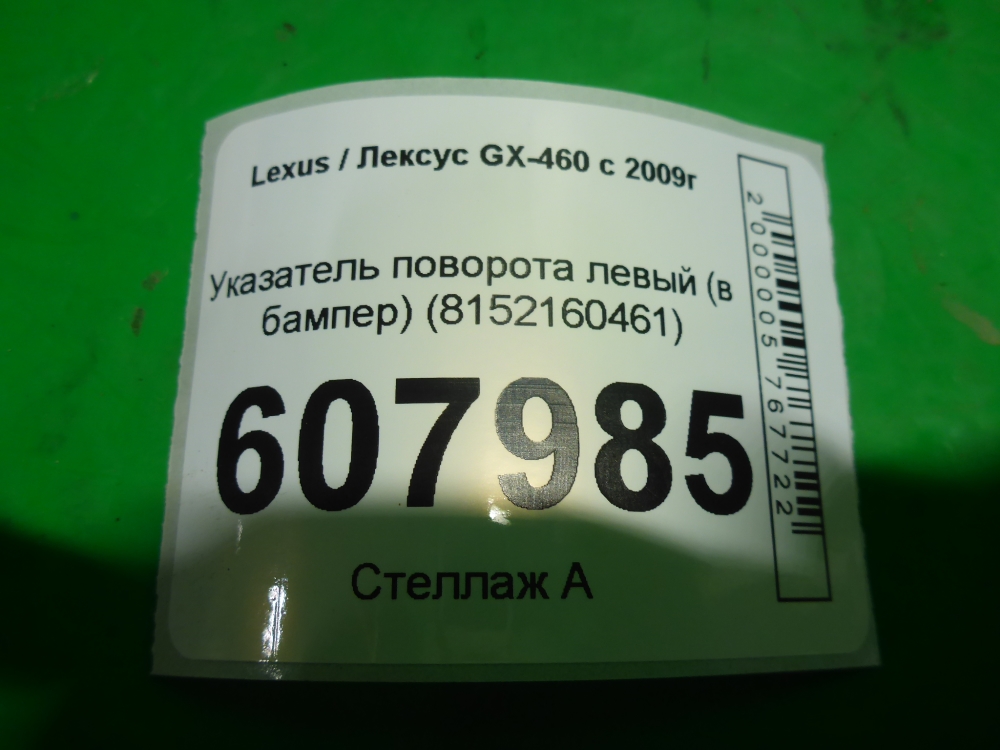 Lexus / Лексус GX-460 с 2009г
Указатель поворота левый (в
бампер) (8152160461)
607985
Стеллаж А
2000005767722